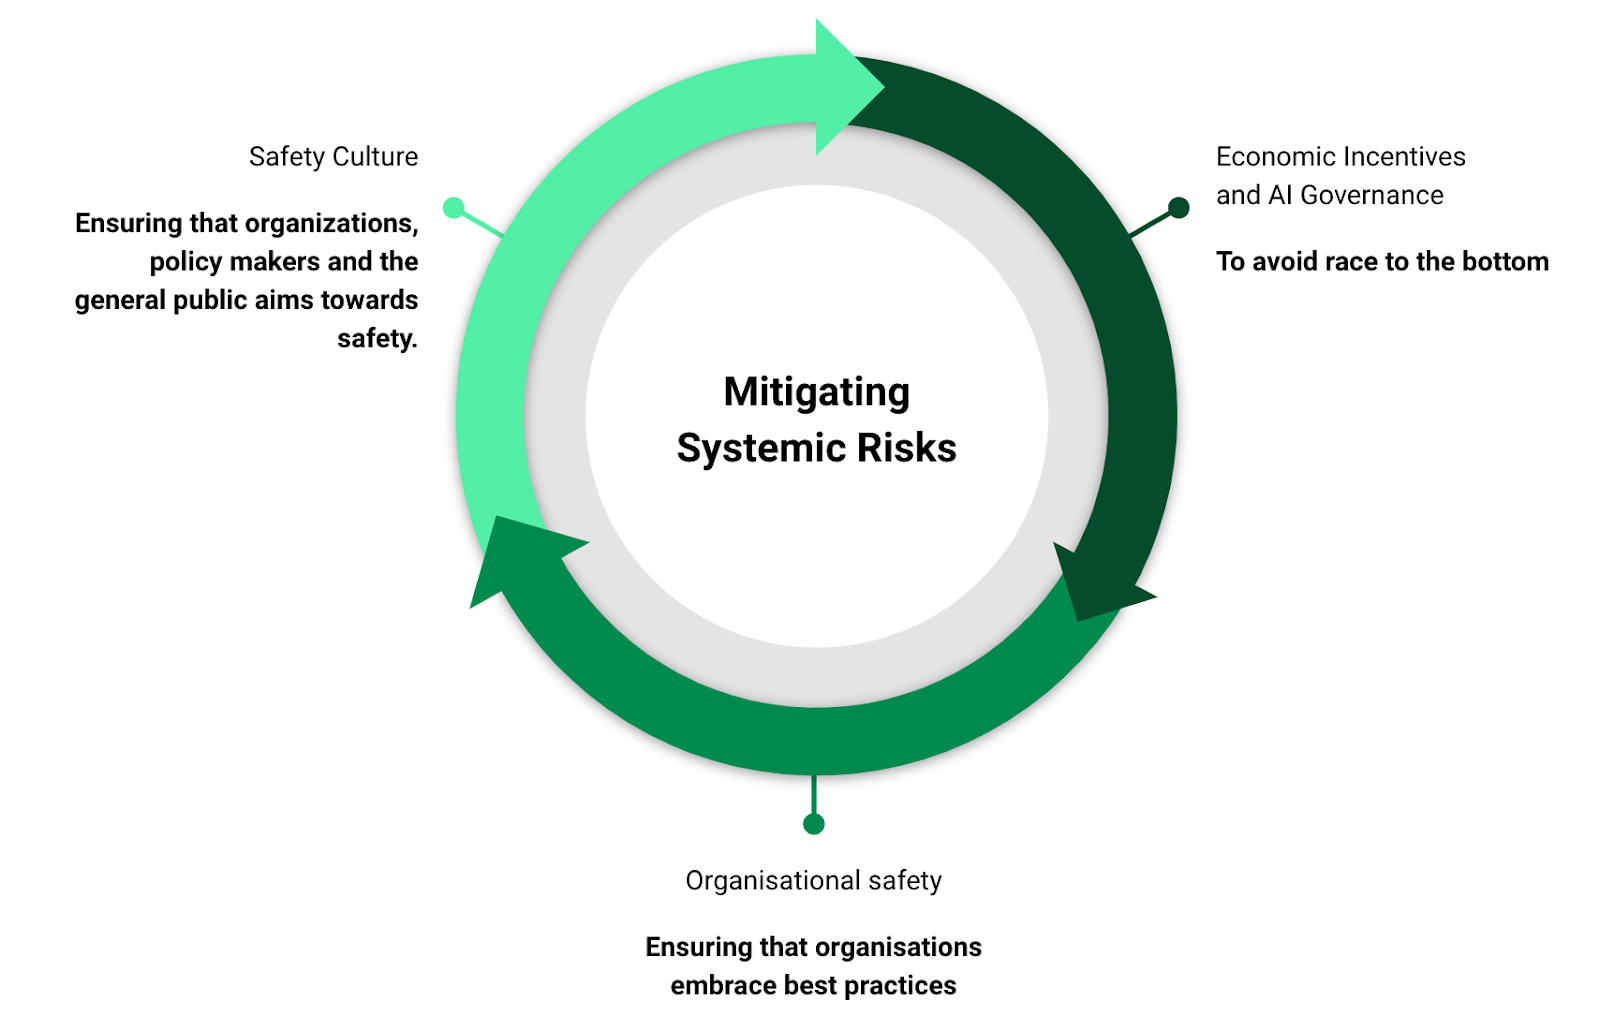 Safety Culture
Ensuring that organizations,
policy makers and the
general public aims towards
safety.
Economic Incentives
and AI Governance
To avoid race to the bottom
Mitigating
Systemic Risks
Organisational safety
Ensuring that organisations
embrace best practices